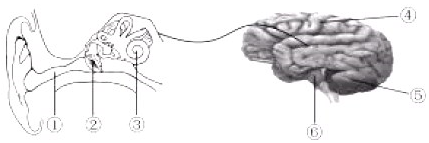 ④
① ② ③
⑤
⑥